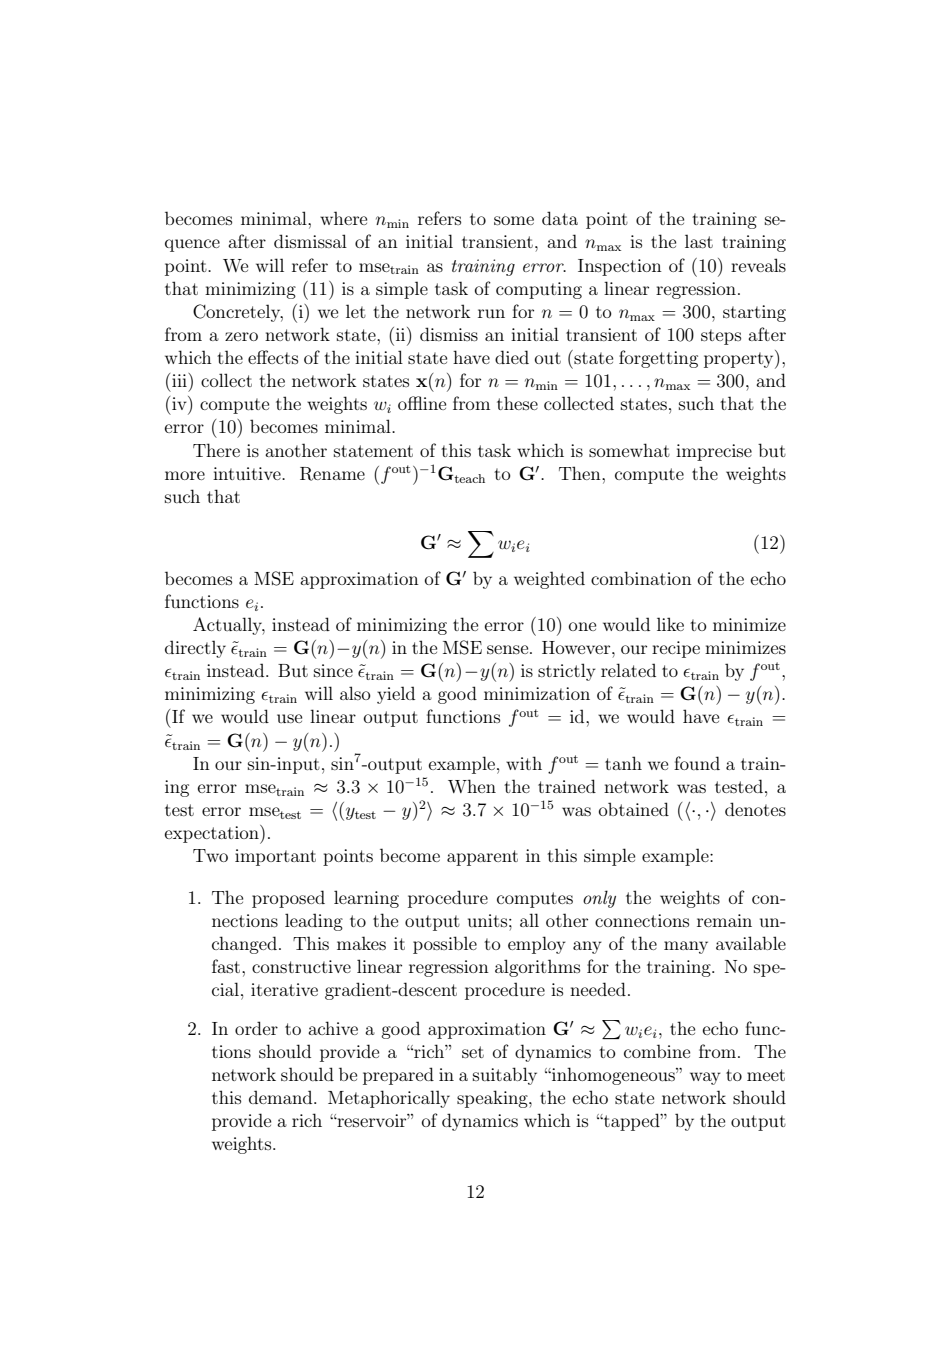 becomes minimal, where n_min refers to some data point of the training se-
quence after dismissal of an initial transient, and n_max is the last training
point. We will refer to mse_train as training error. Inspection of (10) reveals
that minimizing (11) is a simple task of computing a linear regression.
Concretely, (i) we let the network run for n = 0 to n_max = 300, starting
from a zero network state, (ii) dismiss an initial transient of 100 steps after
which the effects of the initial state have died out (state forgetting property),
(iii) collect the network states x(n) for n = n_min = 101, . . . , n_max = 300, and
(iv) compute the weights w_i offline from these collected states, such that the
error (10) becomes minimal.
There is another statement of this task which is somewhat imprecise but
more intuitive. Rename (f^out)^−1 G_teach to G′. Then, compute the weights
such that
G′ ≈ ∑ w_i e_i (12)
becomes a MSE approximation of G′ by a weighted combination of the echo
functions e_i.
Actually, instead of minimizing the error (10) one would like to minimize
directly ϵ̃_train = G(n)−y(n) in the MSE sense. However, our recipe minimizes
ϵ_train instead. But since ϵ̃_train = G(n)−y(n) is strictly related to ϵ_train by f^out,
minimizing ϵ_train will also yield a good minimization of ϵ̃_train = G(n) − y(n).
(If we would use linear output functions f^out = id, we would have ϵ_train =
ϵ̃_train = G(n) − y(n).)
In our sin-input, sin^7-output example, with f^out = tanh we found a train-
ing error mse_train ≈ 3.3 × 10^−15. When the trained network was tested, a
test error mse_test = ⟨(y_test − y)^2⟩ ≈ 3.7 × 10^−15 was obtained (⟨·, ·⟩ denotes
expectation).
Two important points become apparent in this simple example:
1. The proposed learning procedure computes only the weights of con-
nections leading to the output units; all other connections remain un-
changed. This makes it possible to employ any of the many available
fast, constructive linear regression algorithms for the training. No spe-
cial, iterative gradient-descent procedure is needed.
2. In order to achive a good approximation G′ ≈ ∑ w_i e_i, the echo func-
tions should provide a “rich” set of dynamics to combine from. The
network should be prepared in a suitably “inhomogeneous” way to meet
this demand. Metaphorically speaking, the echo state network should
provide a rich “reservoir” of dynamics which is “tapped” by the output
weights.
12